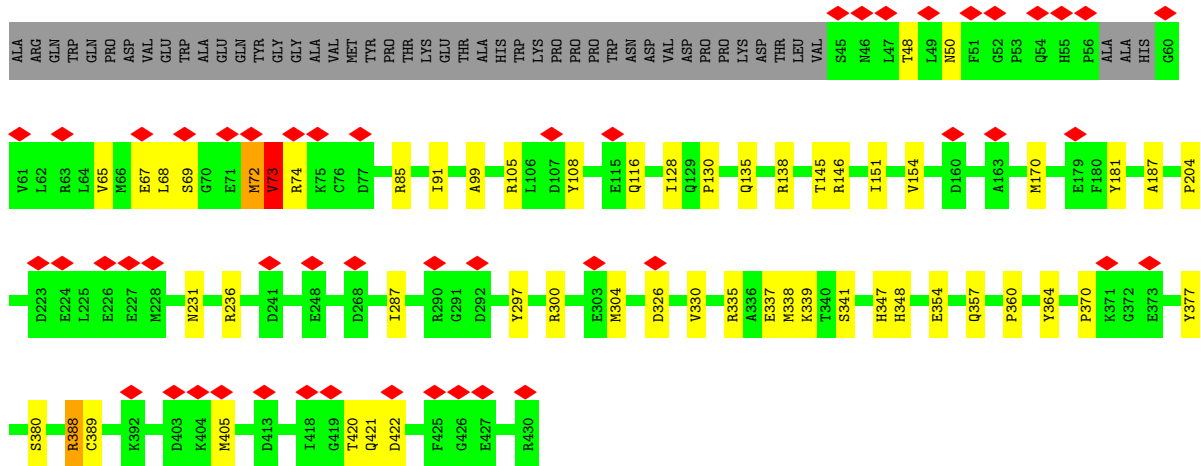 ALA ARG GLN TRP GLN PRO ASP VAL GLU TRP ALA GLU GLN TYR GLY GLY ALA VAL MET TYR PRO THR LYS GLU THR ALA HIS TRP LYS PRO PRO PRO TRP ASN ASP VAL ASP PRO PRO LYS ASP THR LEU VAL S45 N46 L47 T48 L49 N50 F51 G52 P53 Q54 H55 P56 ALA ALA HIS G60
V61 L62 R63 L64 V65 M66 E67 L68 S69 G70 E71 M72 V73 R74 K75 C76 D77 R85 I91 A99 R105 L106 D107 Y108 E115 Q116 I128 Q129 P130 Q135 R138 T145 R146 I151 V154 D160 A163 M170 E179 F180 Y181 A187 P204
D223 E224 L225 E226 E227 M228 N231 R236 D241 E248 D268 I287 R290 G291 D292 Y297 R300 E303 M304 D326 V330 R335 A336 E337 M338 K339 T340 S341 H347 H348 E354 Q357 P360 Y364 P370 K371 G372 E373 Y377
S380 R388 C389 K392 D403 K404 M405 D413 I418 G419 T420 Q421 D422 F425 G426 E427 R430